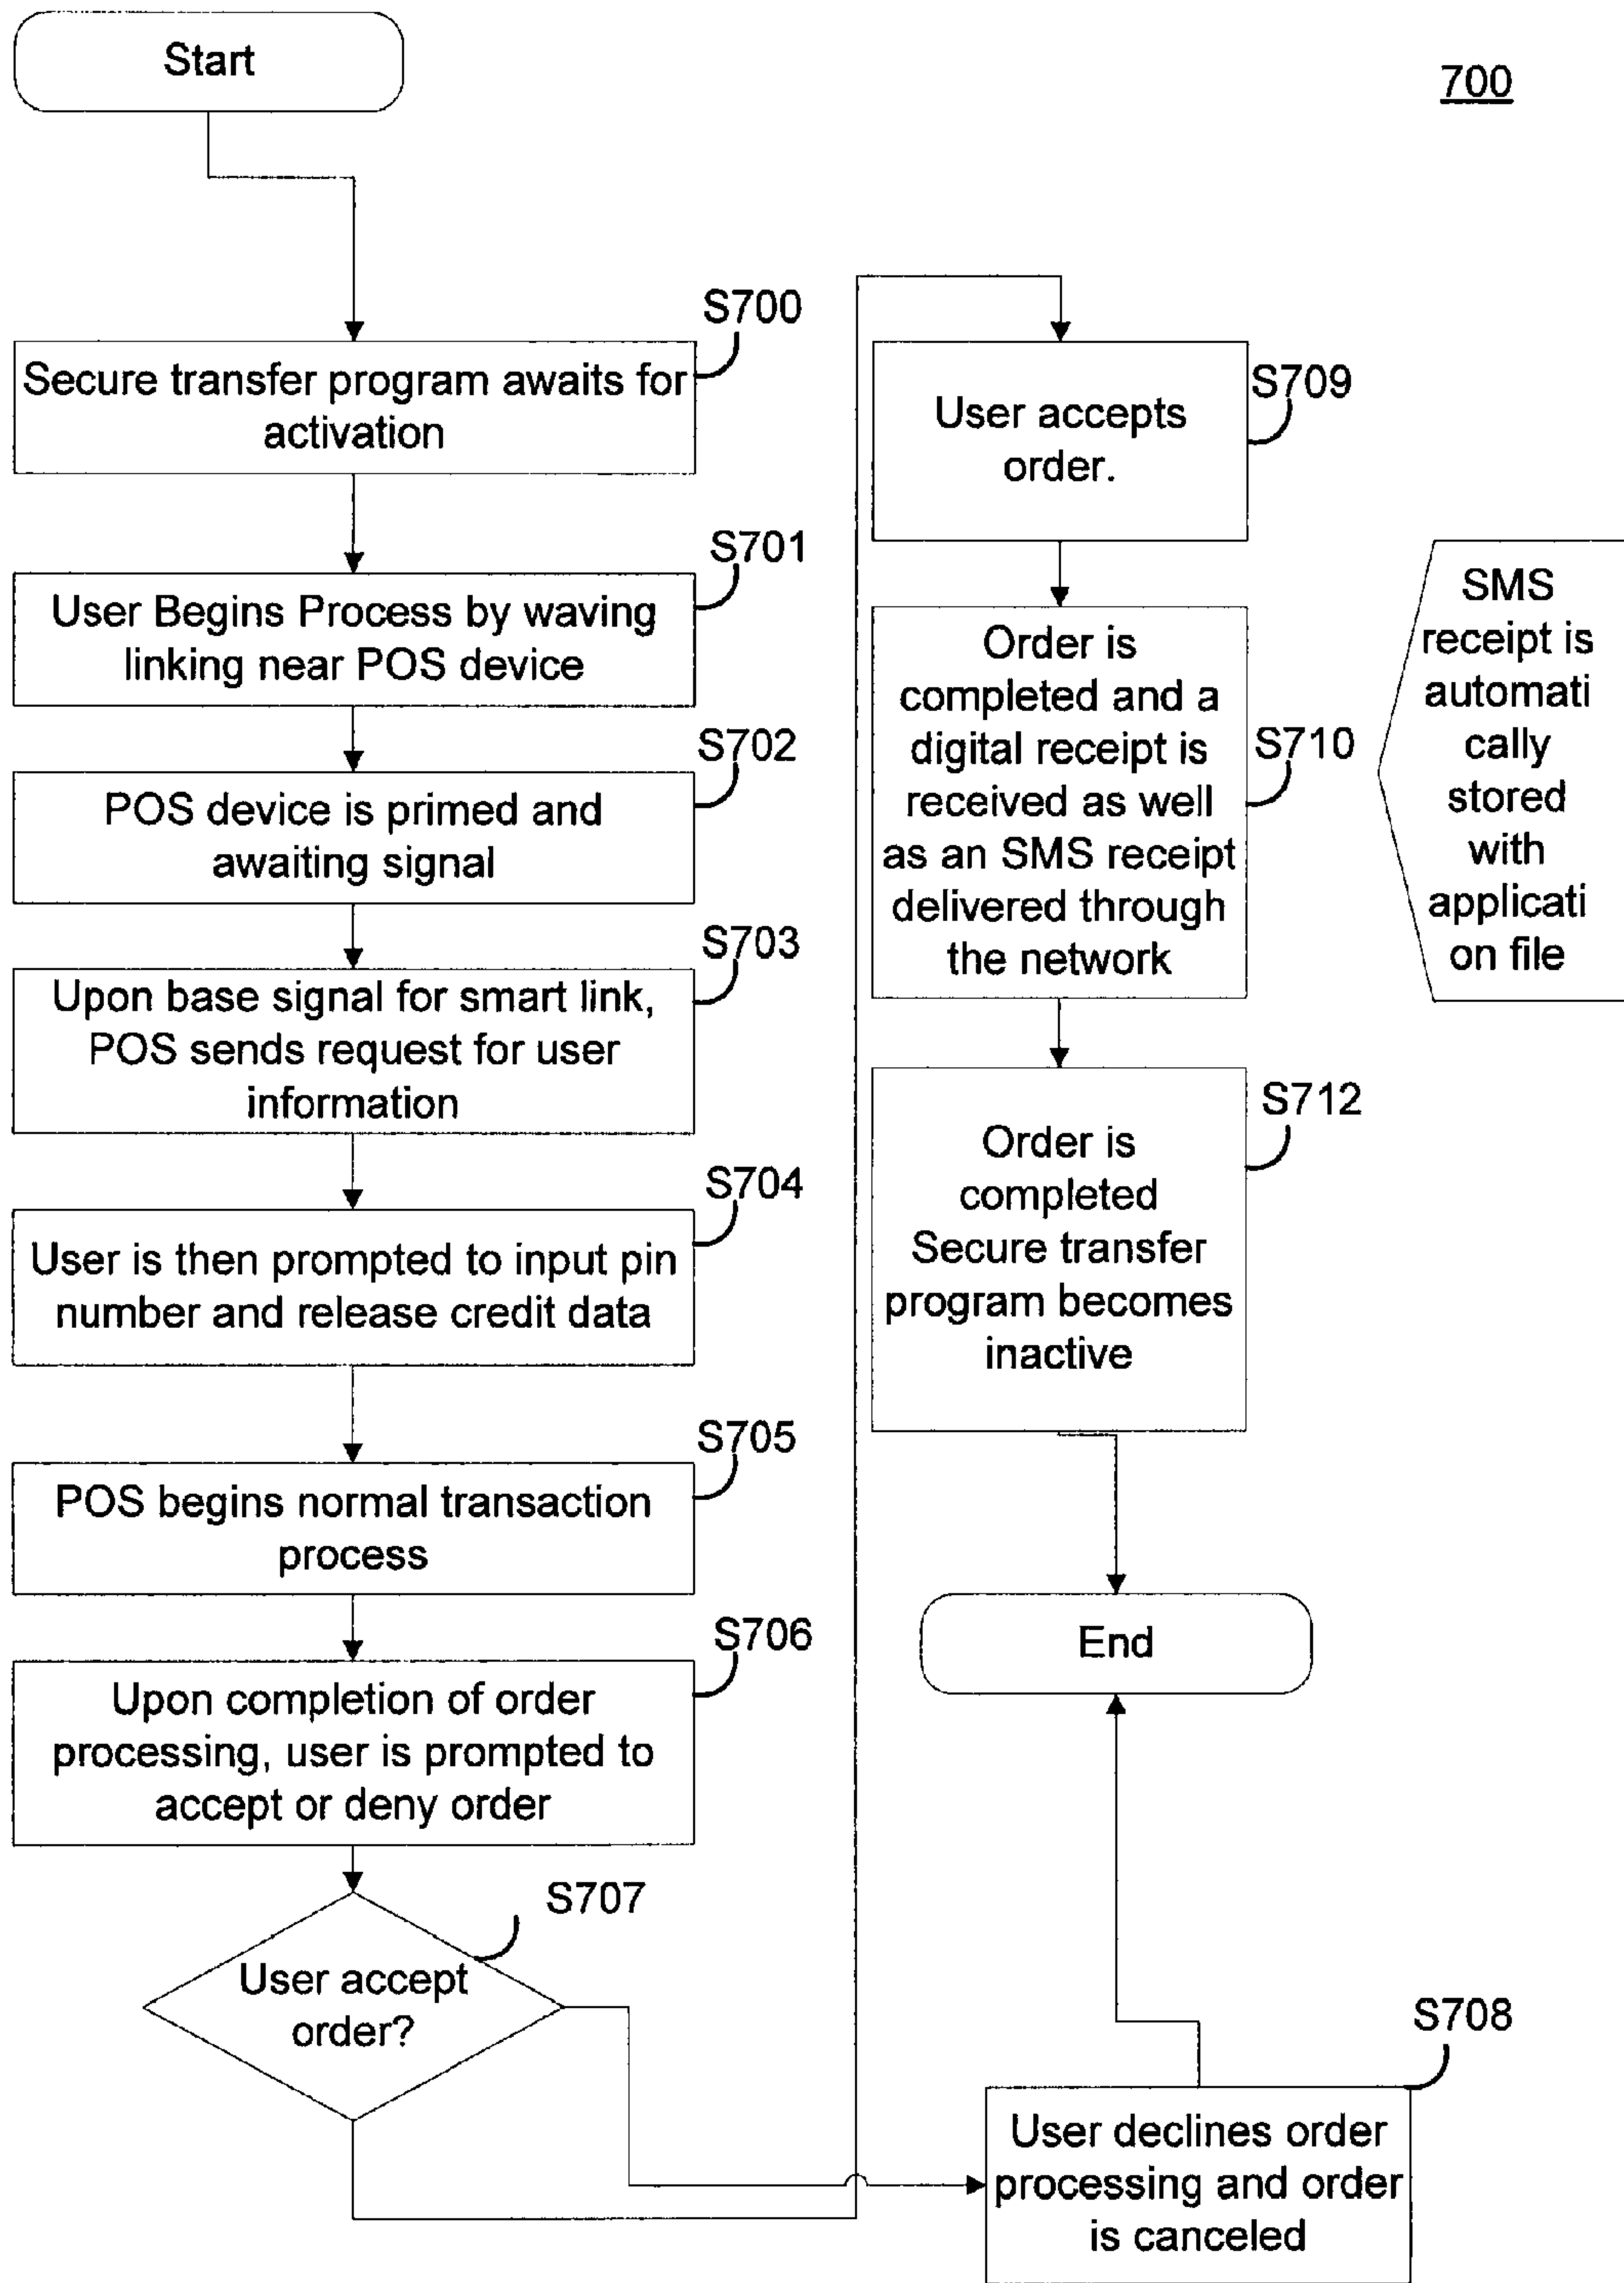 Start
700
S700
Secure transfer program awaits for
activation
S701
User Begins Process by waving
linking near POS device
S702
POS device is primed and
awaiting signal
S703
Upon base signal for smart link,
POS sends request for user
information
S704
User is then prompted to input pin
number and release credit data
S705
POS begins normal transaction
process
S706
Upon completion of order
processing, user is prompted to
accept or deny order
S707
User accept
order?
S709
User accepts
order.
S710
Order is
completed and a
digital receipt is
received as well
as an SMS receipt
delivered through
the network
SMS
receipt is
automati
cally
stored
with
applicati
on file
S712
Order is
completed
Secure transfer
program becomes
inactive
End
S708
User declines order
processing and order
is canceled